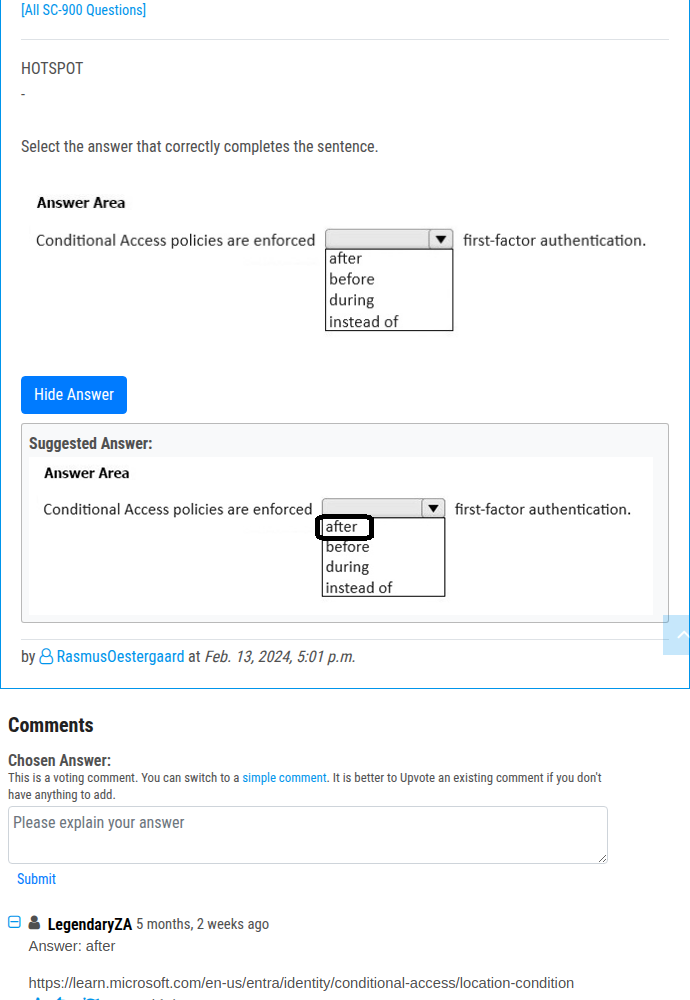 [All SC-900 Questions]
HOTSPOT
-
Select the answer that correctly completes the sentence.
Answer Area
Conditional Access policies are enforced first-factor authentication.
after
before
during
instead of
Hide Answer
Suggested Answer:
Answer Area
Conditional Access policies are enforced first-factor authentication.
after
before
during
instead of
by RasmusOestergaard at Feb. 13, 2024, 5:01 p.m.
Comments
Chosen Answer:
This is a voting comment. You can switch to a simple comment. It is better to Upvote an existing comment if you don't
have anything to add.
Please explain your answer
Submit
LegendaryZA 5 months, 2 weeks ago
Answer: after
https://learn.microsoft.com/en-us/entra/identity/conditional-access/location-condition